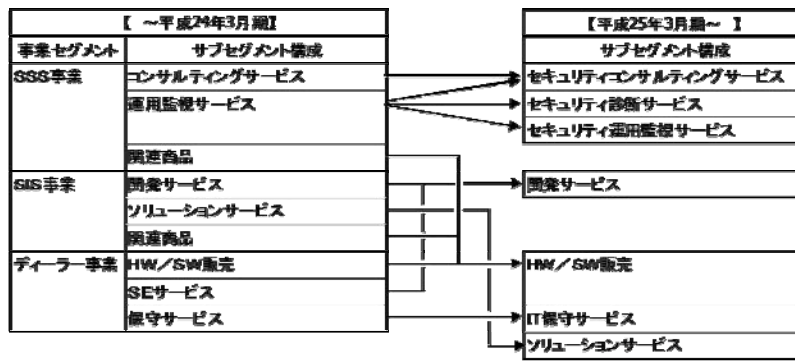 【 ～平成24年3月期】
事業セグメント サブセグメント構成
SSS事業 コンサルティングサービス
運用監視サービス
関連商品
SIS事業 開発サービス
ソリューションサービス
関連商品
ディーラー事業 HW／SW販売
SEサービス
保守サービス
【平成25年3月期～ 】
サブセグメント構成
セキュリティコンサルティングサービス
セキュリティ診断サービス
セキュリティ運用監視サービス
開発サービス
HW／SW販売
IT保守サービス
ソリューションサービス